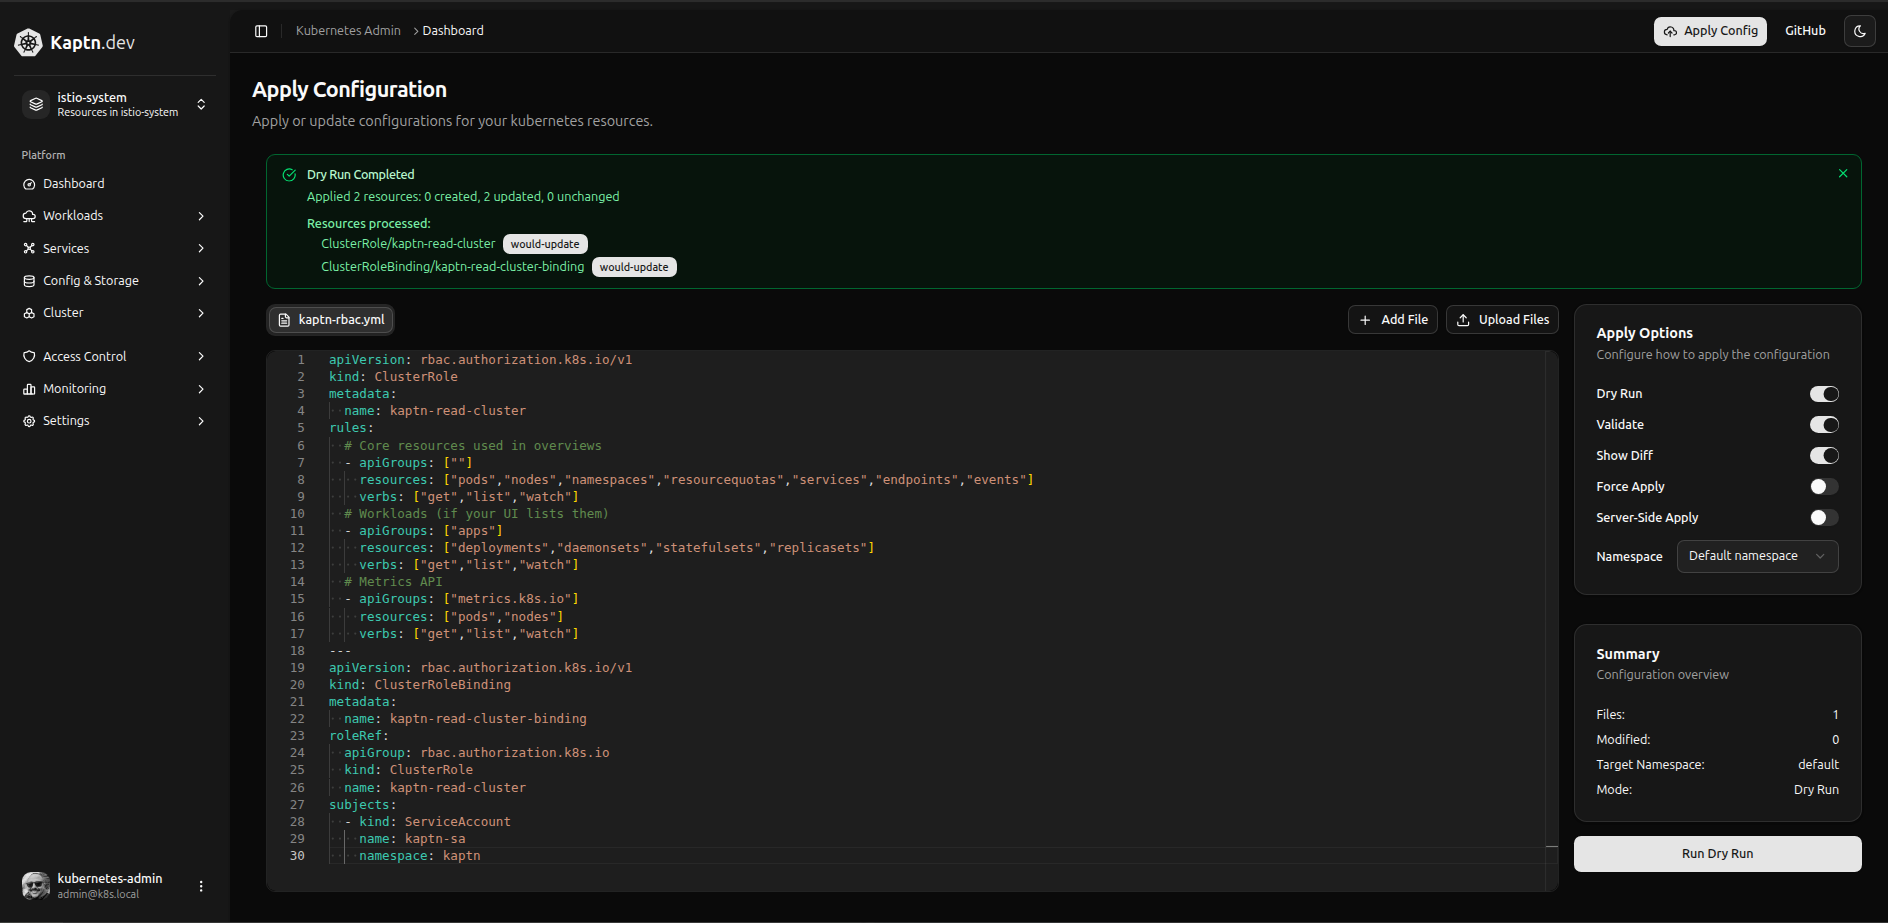 Kaptn.dev
istio-system
Resources in istio-system
Platform
Dashboard
Workloads
Services
Config & Storage
Cluster
Access Control
Monitoring
Settings
kubernetes-admin
admin@k8s.local
Kubernetes Admin > Dashboard
Apply Config
GitHub
Apply Configuration
Apply or update configurations for your kubernetes resources.
Dry Run Completed
Applied 2 resources: 0 created, 2 updated, 0 unchanged
Resources processed:
ClusterRole/kaptn-read-cluster would-update
ClusterRoleBinding/kaptn-read-cluster-binding would-update
kaptn-rbac.yml
Add File
Upload Files
1 apiVersion: rbac.authorization.k8s.io/v1
2 kind: ClusterRole
3 metadata:
4   name: kaptn-read-cluster
5 rules:
6   # Core resources used in overviews
7   - apiGroups: [""]
8     resources: ["pods","nodes","namespaces","resourcequotas","services","endpoints","events"]
9     verbs: ["get","list","watch"]
10   # Workloads (if your UI lists them)
11   - apiGroups: ["apps"]
12     resources: ["deployments","daemonsets","statefulsets","replicasets"]
13     verbs: ["get","list","watch"]
14   # Metrics API
15   - apiGroups: ["metrics.k8s.io"]
16     resources: ["pods","nodes"]
17     verbs: ["get","list","watch"]
18 ---
19 apiVersion: rbac.authorization.k8s.io/v1
20 kind: ClusterRoleBinding
21 metadata:
22   name: kaptn-read-cluster-binding
23 roleRef:
24   apiGroup: rbac.authorization.k8s.io
25   kind: ClusterRole
26   name: kaptn-read-cluster
27 subjects:
28   - kind: ServiceAccount
29     name: kaptn-sa
30     namespace: kaptn
Apply Options
Configure how to apply the configuration
Dry Run
Validate
Show Diff
Force Apply
Server-Side Apply
Namespace Default namespace
Summary
Configuration overview
Files: 1
Modified: 0
Target Namespace: default
Mode: Dry Run
Run Dry Run